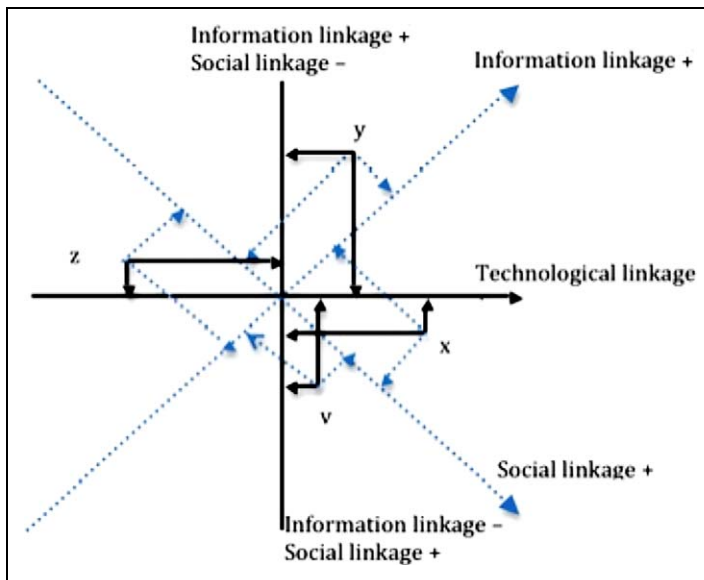 Information linkage +
Social linkage –
Information linkage +
y
z
Technological linkage
x
v
Social linkage +
Information linkage –
Social linkage +